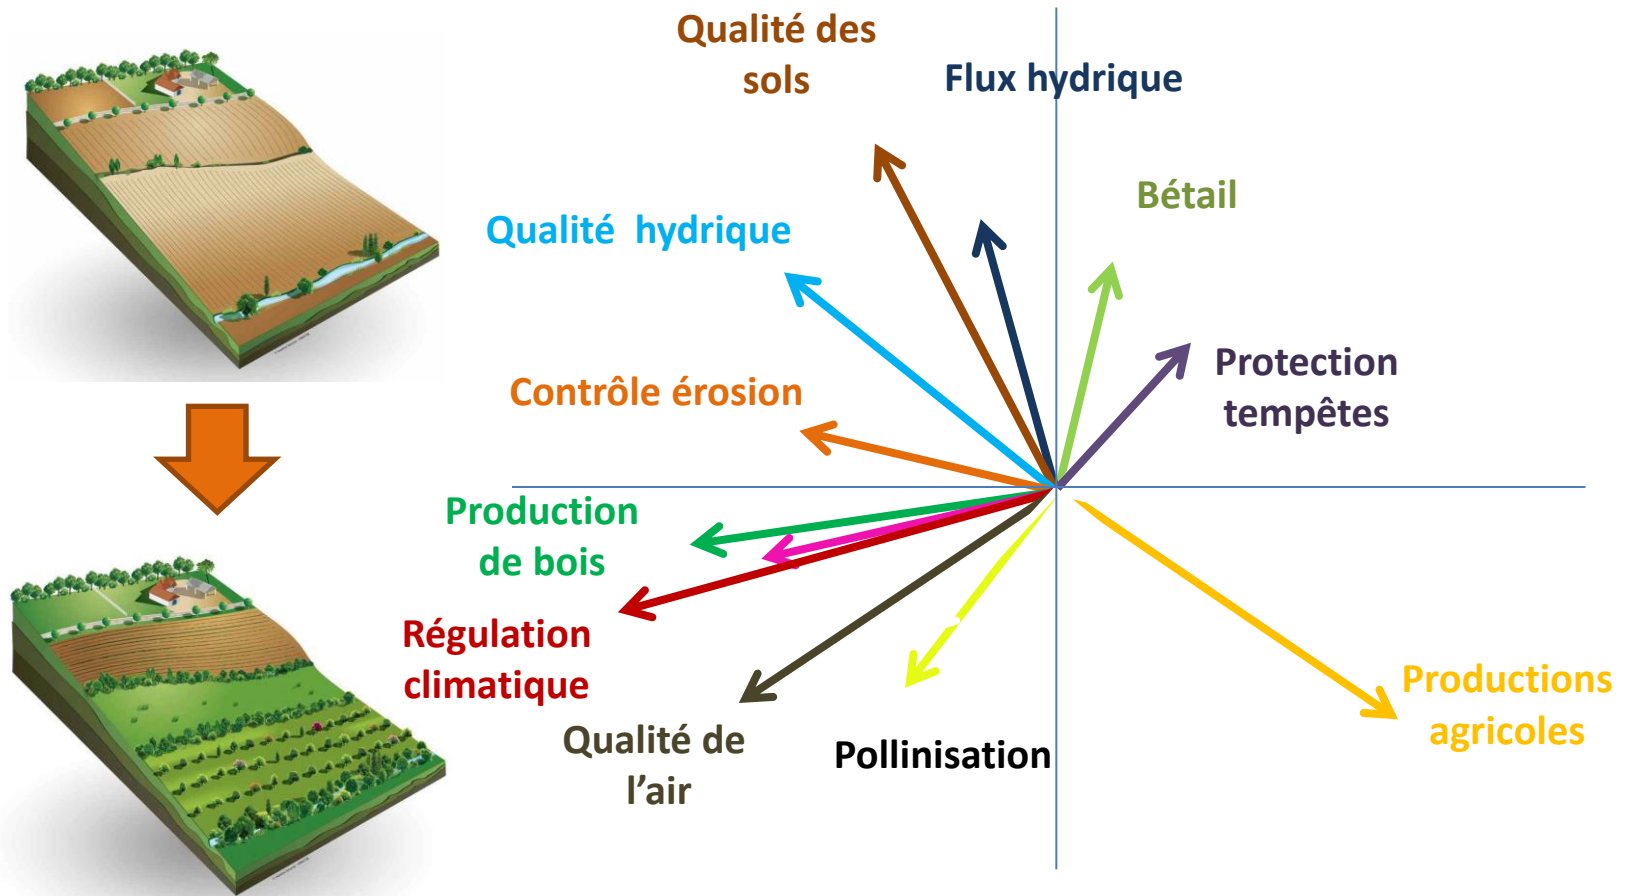 Qualité des
sols
Flux hydrique
Bétail
Qualité  hydrique
Protection
tempêtes
Contrôle érosion
Production
de bois
Régulation
climatique
Productions
agricoles
Qualité de
l’air
Pollinisation